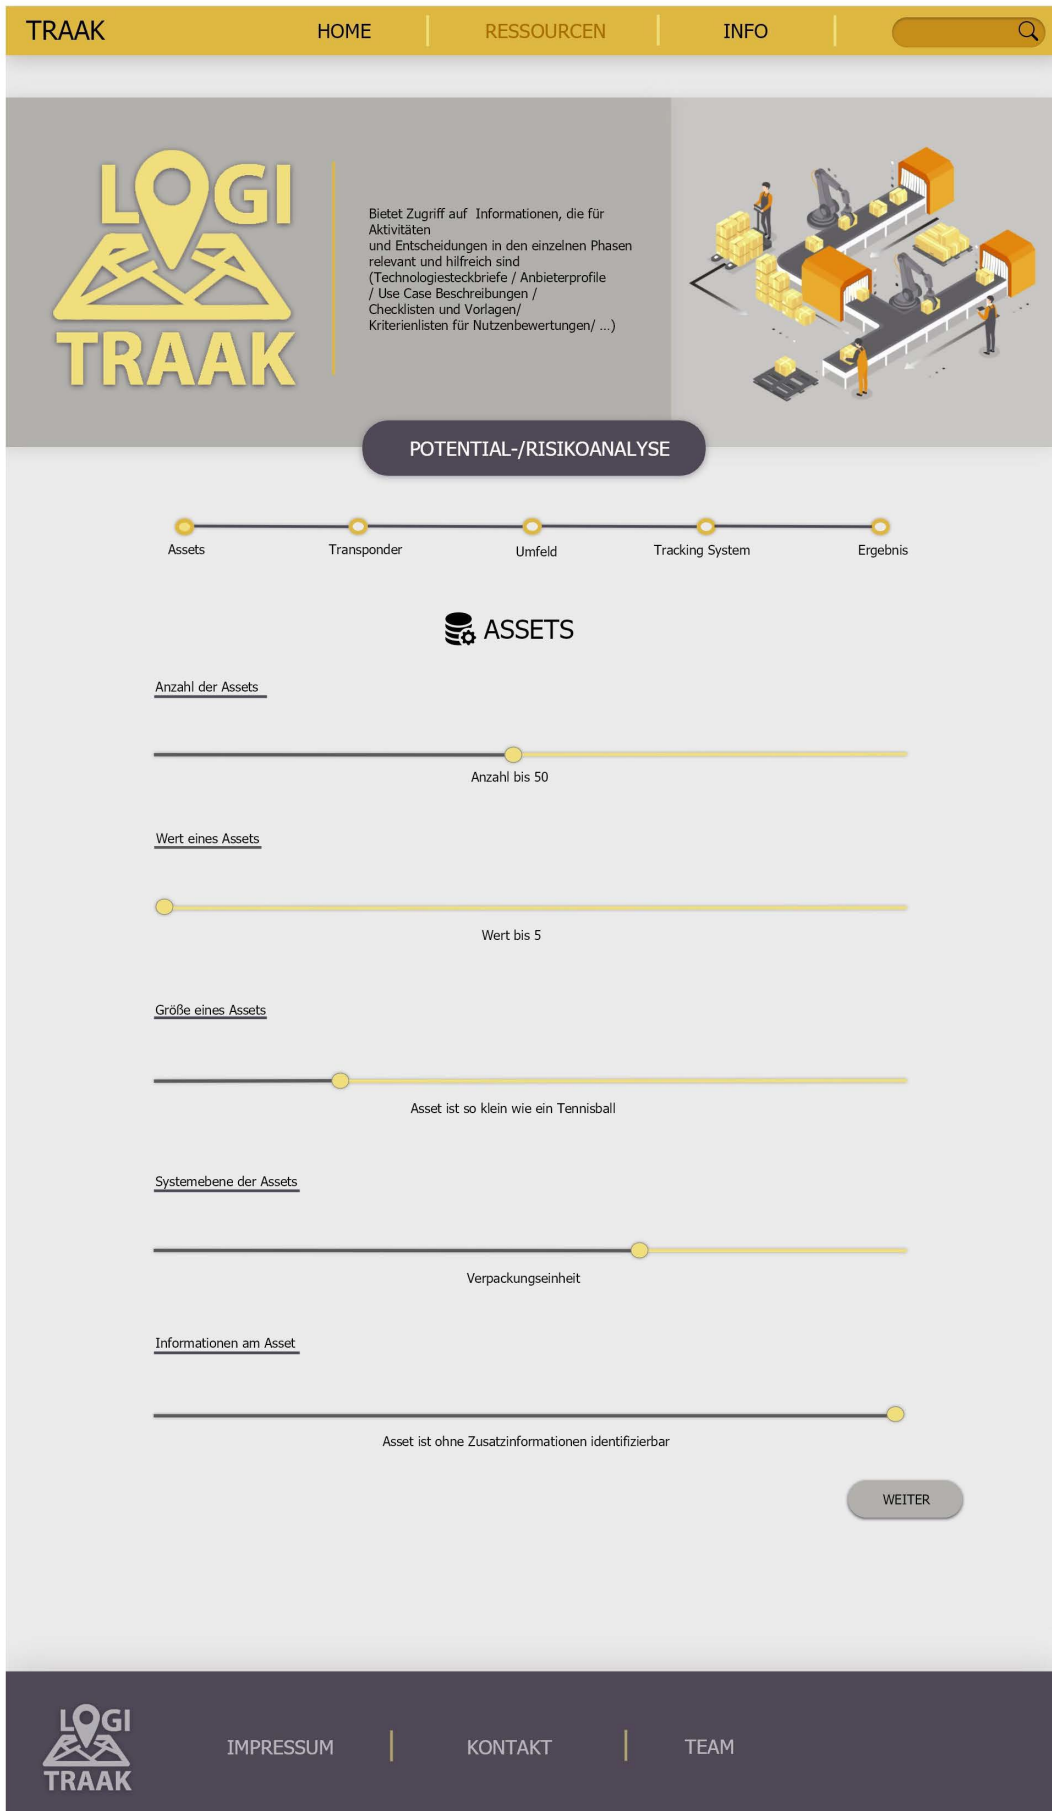 TRAAK
HOME
RESSOURCEN
INFO
LOGI
TRAAK
Bietet Zugriff auf Informationen, die für
Aktivitäten
und Entscheidungen in den einzelnen Phasen
relevant und hilfreich sind
(Technologiesteckbriefe / Anbieterprofile
/ Use Case Beschreibungen /
Checklisten und Vorlagen/
Kriterienlisten für Nutzenbewertungen/ ...)
POTENTIAL-/RISIKOANALYSE
Assets
Transponder
Umfeld
Tracking System
Ergebnis
ASSETS
Anzahl der Assets
Anzahl bis 50
Wert eines Assets
Wert bis 5
Größe eines Assets
Asset ist so klein wie ein Tennisball
Systemebene der Assets
Verpackungseinheit
Informationen am Asset
Asset ist ohne Zusatzinformationen identifizierbar
WEITER
LOGI
TRAAK
IMPRESSUM
KONTAKT
TEAM